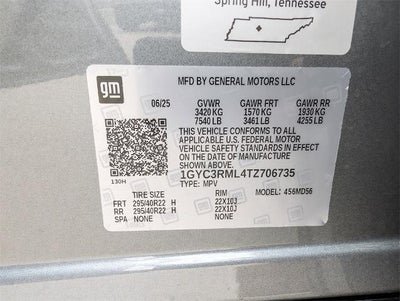 Spring Hill, Tennessee
gm
MFD BY GENERAL MOTORS LLC
06/25 GVWR GAWR FRT GAWR RR
3420 KG 1570 KG 1930 KG
7540 LB 3461 LB 4255 LB
THIS VEHICLE CONFORMS TO ALL
APPLICABLE U.S. FEDERAL MOTOR
VEHICLE SAFETY STANDARDS IN EFFECT
ON THE DATE OF MANUFACTURE
SHOWN ABOVE.
1GYC3RML4TZ706735
TYPE: MPV MODEL: 456MD56
130H
TIRE SIZE RIM
FRT 295/40R22 H 22X10J
RR 295/40R22 H 22X10J
SPA NONE NONE